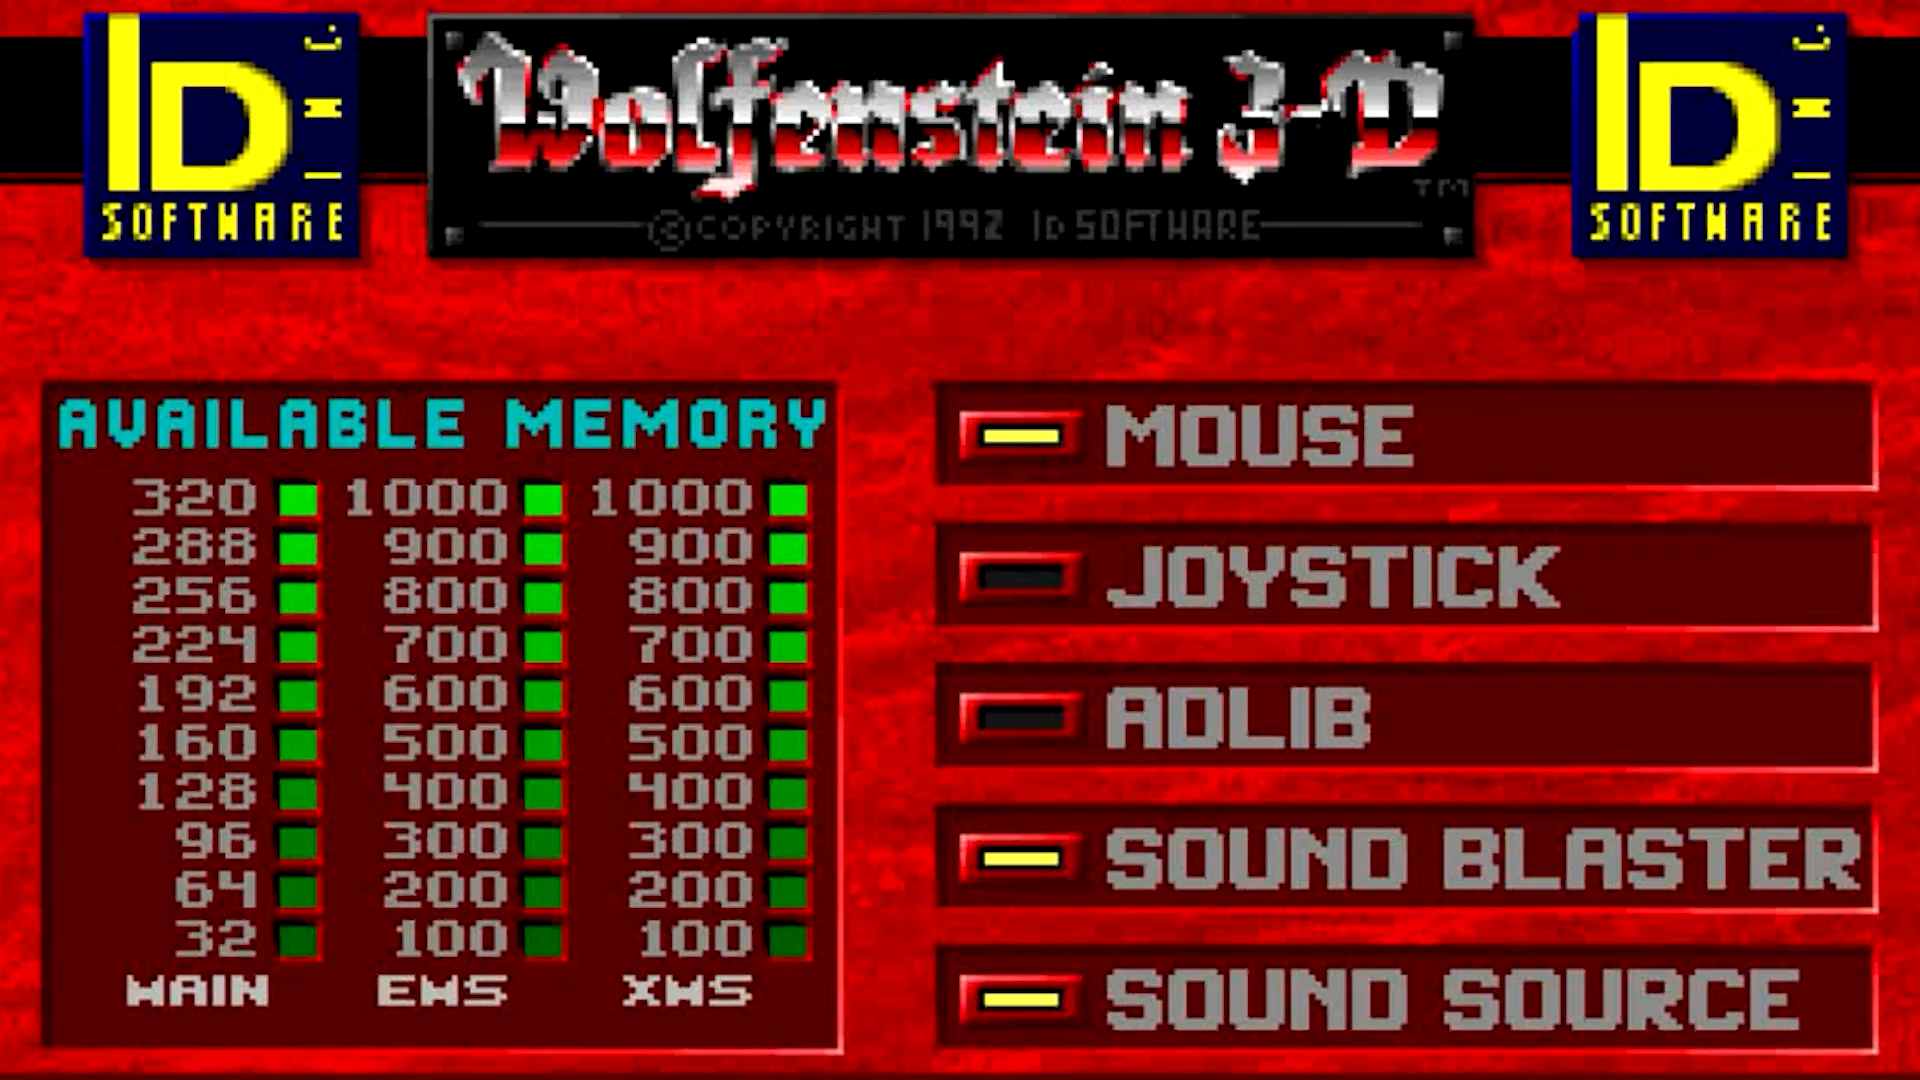 ID
SOFTWARE
Wolfenstein 3-D
TM
©COPYRIGHT 1992 ID SOFTWARE
ID
SOFTWARE
AVAILABLE MEMORY
320 1000 1000
288 900 900
256 800 800
224 700 700
192 600 600
160 500 500
128 400 400
96 300 300
64 200 200
32 100 100
MAIN EMS XMS
MOUSE
JOYSTICK
ADLIB
SOUND BLASTER
SOUND SOURCE